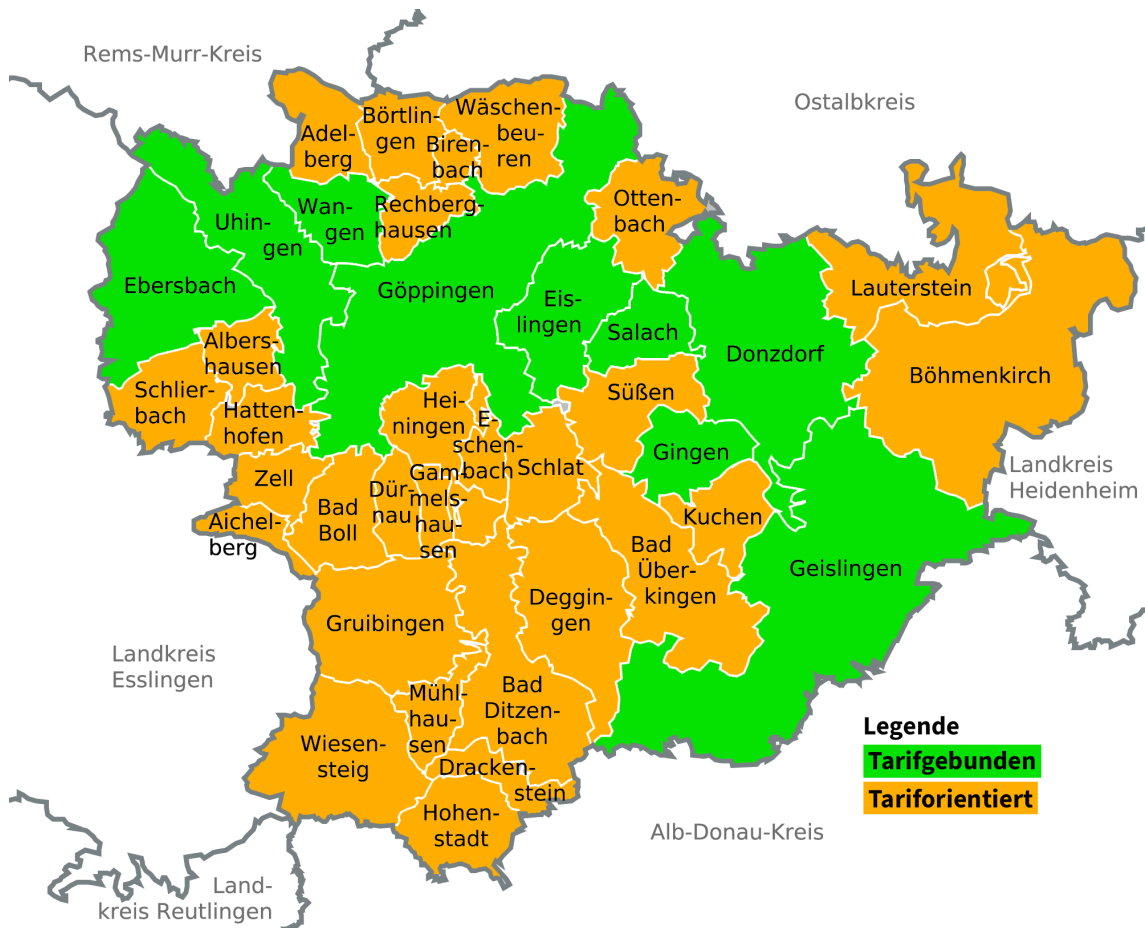 Rems-Murr-Kreis
Ostalbkreis
Adel-
berg
Börtlin-
gen
Biren-
bach
Wäschen-
beu-
ren
Rechberg-
hausen
Otten-
bach
Wan-
gen
Uhin-
gen
Ebersbach
Göppingen
Eis-
lingen
Salach
Donzdorf
Lauterstein
Böhmenkirch
Albers-
hausen
Schlier-
bach
Hatten-
hofen
Hei-
ningen
E-
schen-
bach
Schlat
Süßen
Gingen
Kuchen
Landkreis
Heidenheim
Zell
Aichel-
berg
Bad
Boll
Dür-
nau
Gam-
mels-
hau-
sen
Bad
Über-
kingen
Geislingen
Deggin-
gen
Gruibingen
Landkreis
Esslingen
Mühl-
hau-
sen
Bad
Ditzen-
bach
Wiesen-
steig
Dracken-
stein
Hohen-
stadt
Legende
Tarifgebunden
Tariforientiert
Alb-Donau-Kreis
Land-
kreis Reutlingen